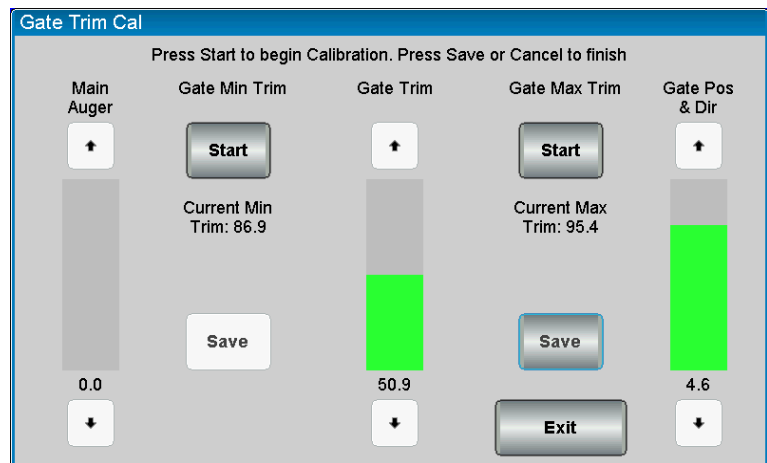 Gate Trim Cal
Press Start to begin Calibration. Press Save or Cancel to finish
Main
Auger
Gate Min Trim
Gate Trim
Gate Max Trim
Gate Pos
& Dir
Start
Start
Current Min
Trim: 86.9
Current Max
Trim: 95.4
Save
Save
0.0
50.9
4.6
Exit